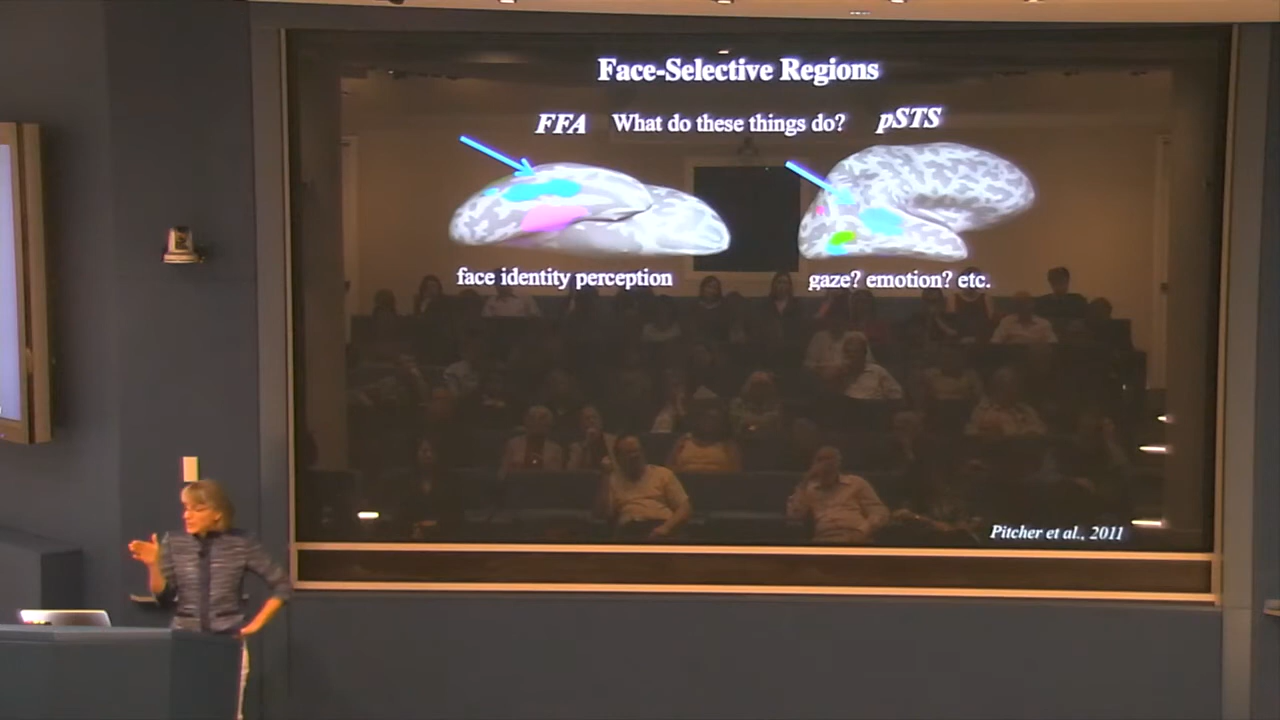 Face-Selective Regions
FFA What do these things do? pSTS
face identity perception
gaze? emotion? etc.
Pitcher et al., 2011